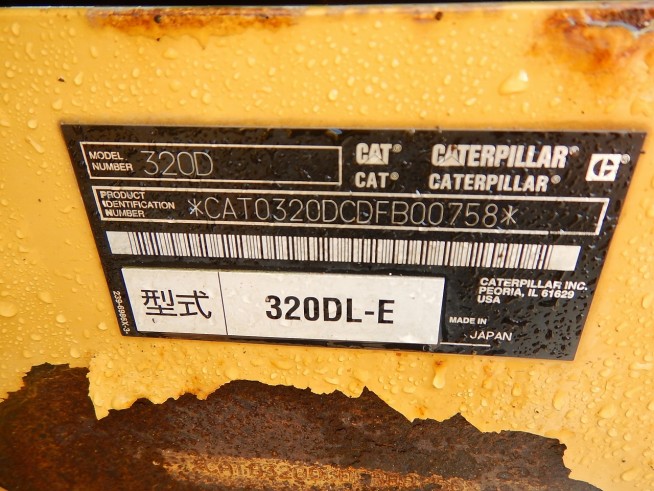 MODEL NUMBER 320D
CAT® CATERPILLAR®
CAT® CATERPILLAR®
PRODUCT IDENTIFICATION NUMBER *CAT0320DCDFB00758*
型式 320DL-E
CATERPILLAR INC.
PEORIA, IL 61629
USA
MADE IN JAPAN